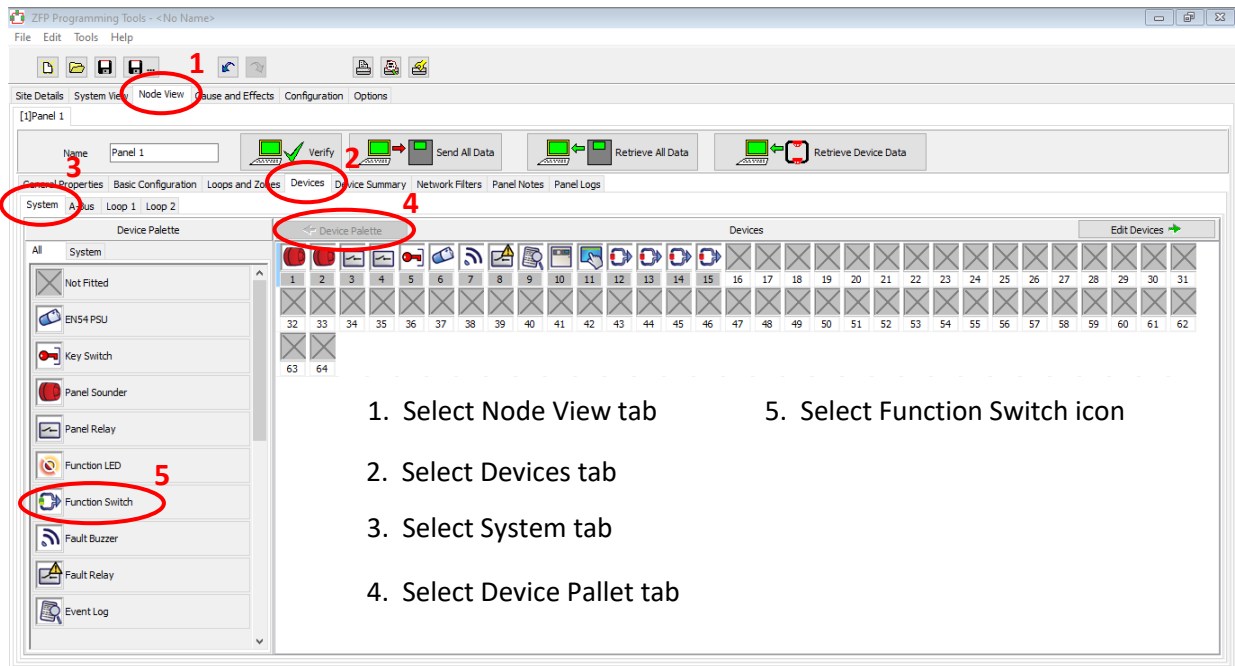 ZFP Programming Tools - <No Name>
File Edit Tools Help
1
Site Details System View Node View Cause and Effects Configuration Options
[1]Panel 1
Name Panel 1 Verify Send All Data Retrieve All Data Retrieve Device Data
3
2
General Properties Basic Configuration Loops and Zones Devices Device Summary Network Filters Panel Notes Panel Logs
System A-Bus Loop 1 Loop 2
4
Device Palette Device Palette Devices Edit Devices
All System
Not Fitted
EN54 PSU
Key Switch
Panel Sounder
Panel Relay
Function LED
5
Function Switch
Fault Buzzer
Fault Relay
Event Log
1 2 3 4 5 6 7 8 9 10 11 12 13 14 15 16 17 18 19 20 21 22 23 24 25 26 27 28 29 30 31
32 33 34 35 36 37 38 39 40 41 42 43 44 45 46 47 48 49 50 51 52 53 54 55 56 57 58 59 60 61 62
63 64
1. Select Node View tab
2. Select Devices tab
3. Select System tab
4. Select Device Pallet tab
5. Select Function Switch icon